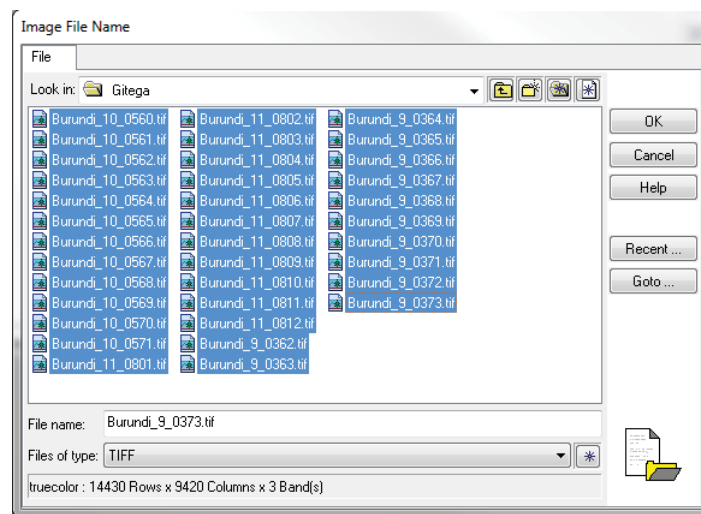 Image File Name
File
Look in: Gitega
Burundi_10_0560.tif Burundi_11_0802.tif Burundi_9_0364.tif
Burundi_10_0561.tif Burundi_11_0803.tif Burundi_9_0365.tif
Burundi_10_0562.tif Burundi_11_0804.tif Burundi_9_0366.tif
Burundi_10_0563.tif Burundi_11_0805.tif Burundi_9_0367.tif
Burundi_10_0564.tif Burundi_11_0806.tif Burundi_9_0368.tif
Burundi_10_0565.tif Burundi_11_0807.tif Burundi_9_0369.tif
Burundi_10_0566.tif Burundi_11_0808.tif Burundi_9_0370.tif
Burundi_10_0567.tif Burundi_11_0809.tif Burundi_9_0371.tif
Burundi_10_0568.tif Burundi_11_0810.tif Burundi_9_0372.tif
Burundi_10_0569.tif Burundi_11_0811.tif Burundi_9_0373.tif
Burundi_10_0570.tif Burundi_11_0812.tif
Burundi_10_0571.tif Burundi_9_0362.tif
Burundi_11_0801.tif Burundi_9_0363.tif
OK
Cancel
Help
Recent ...
Goto ...
File name: Burundi_9_0373.tif
Files of type: TIFF
truecolor : 14430 Rows x 9420 Columns x 3 Band(s)